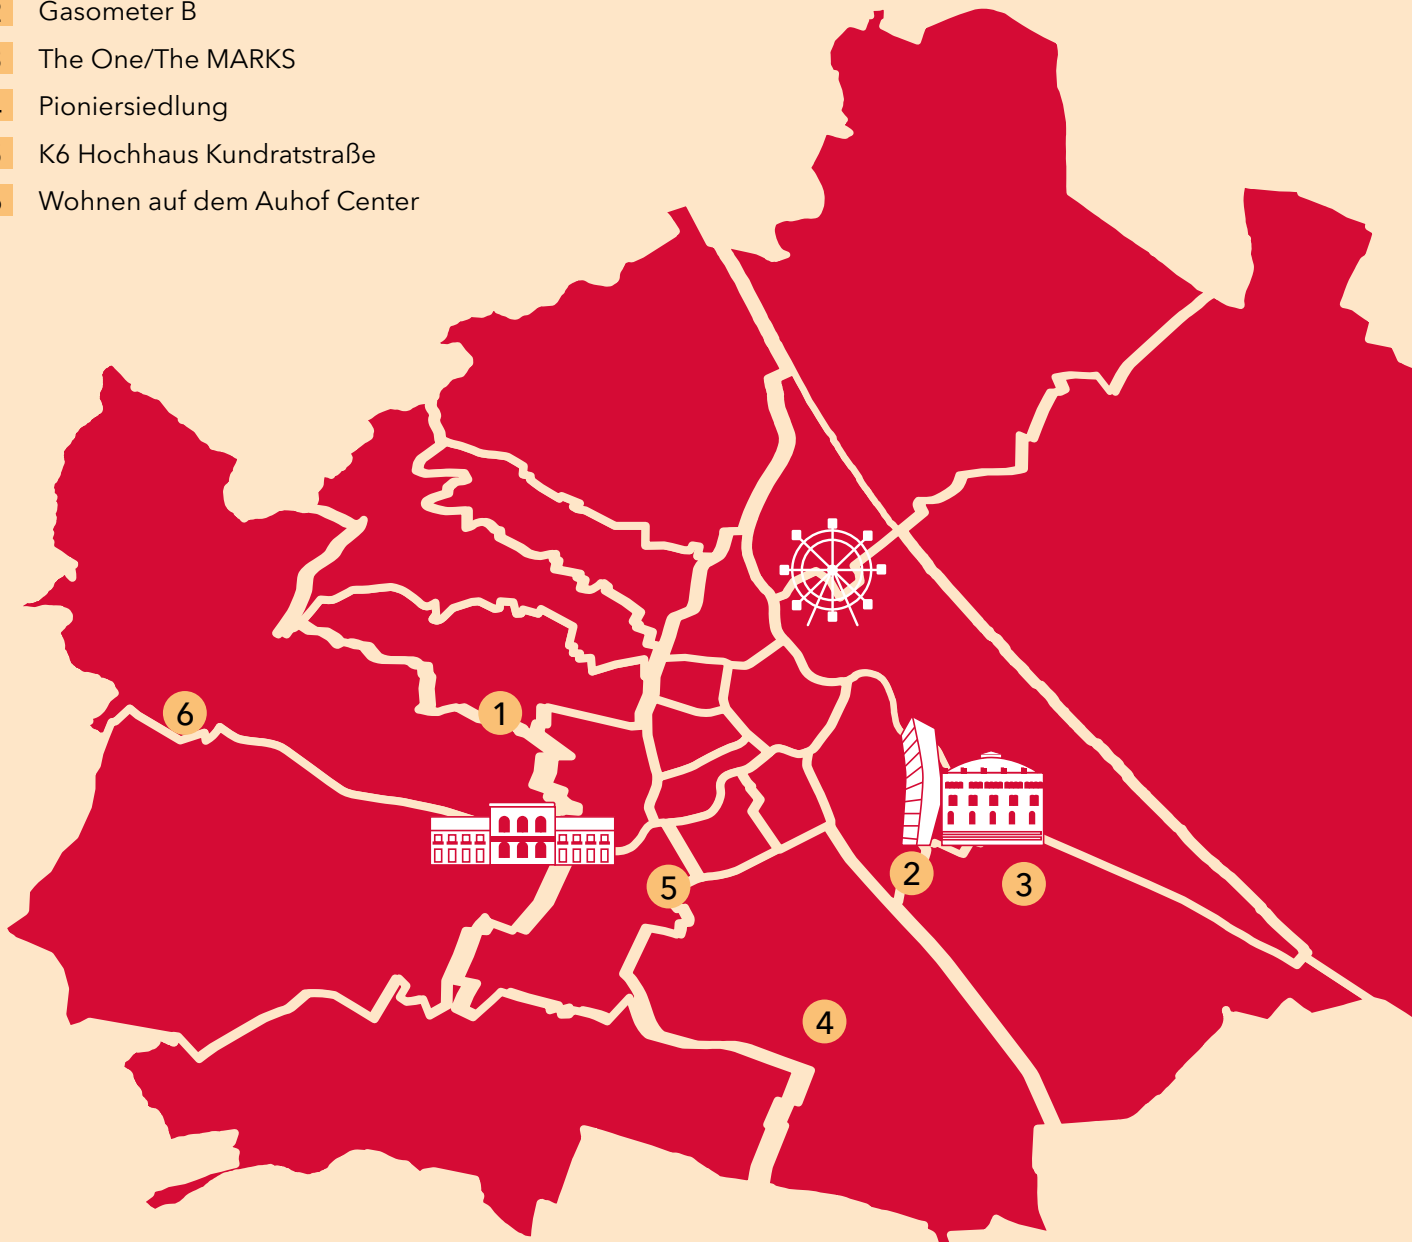 Gasometer B
The One/The MARKS
Pioniersiedlung
K6 Hochhaus Kundratstraße
Wohnen auf dem Auhof Center
6
1
2
3
5
4